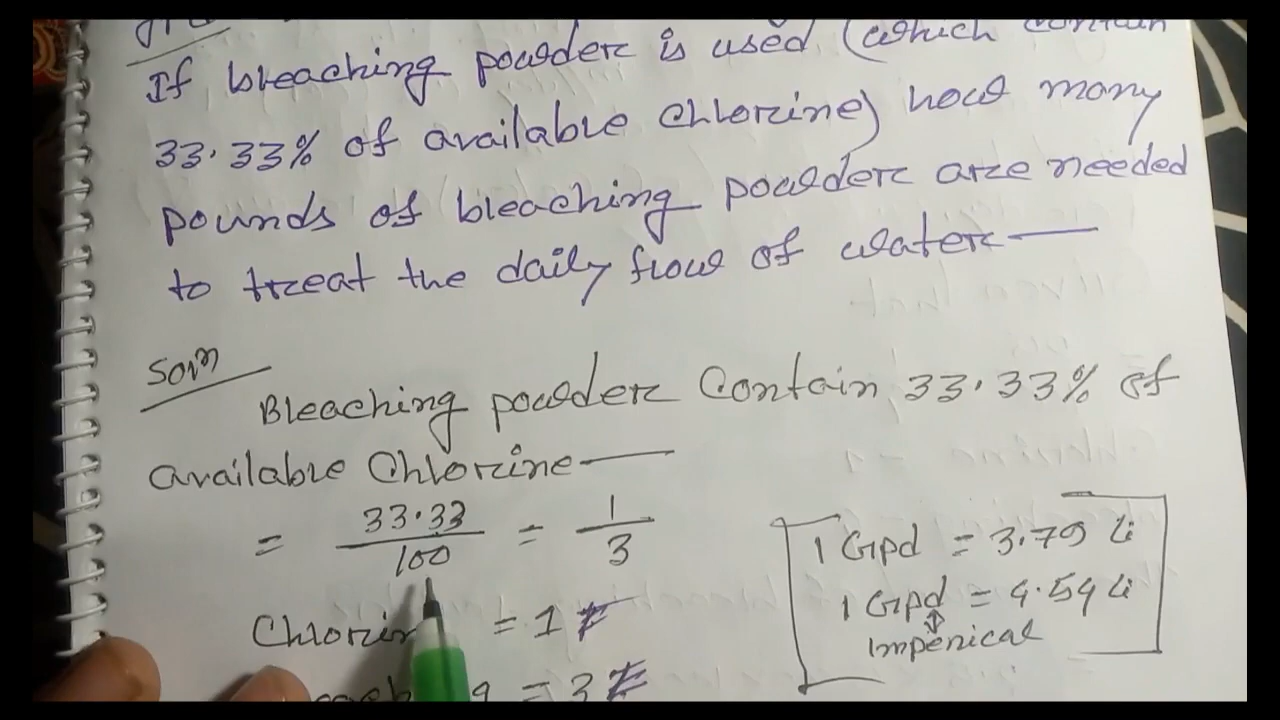 If bleaching powder is used (which contain
33.33% of available chlorine) how many
pounds of bleaching powder are needed
to treat the daily flow of water—
Soln
Bleaching powder Contain 33.33% of
available Chlorine—
= 33.33/100 = 1/3
1 Gpd = 3.79 Li
1 Gpd = 4.54 Li
Impenical
= 1
= 3